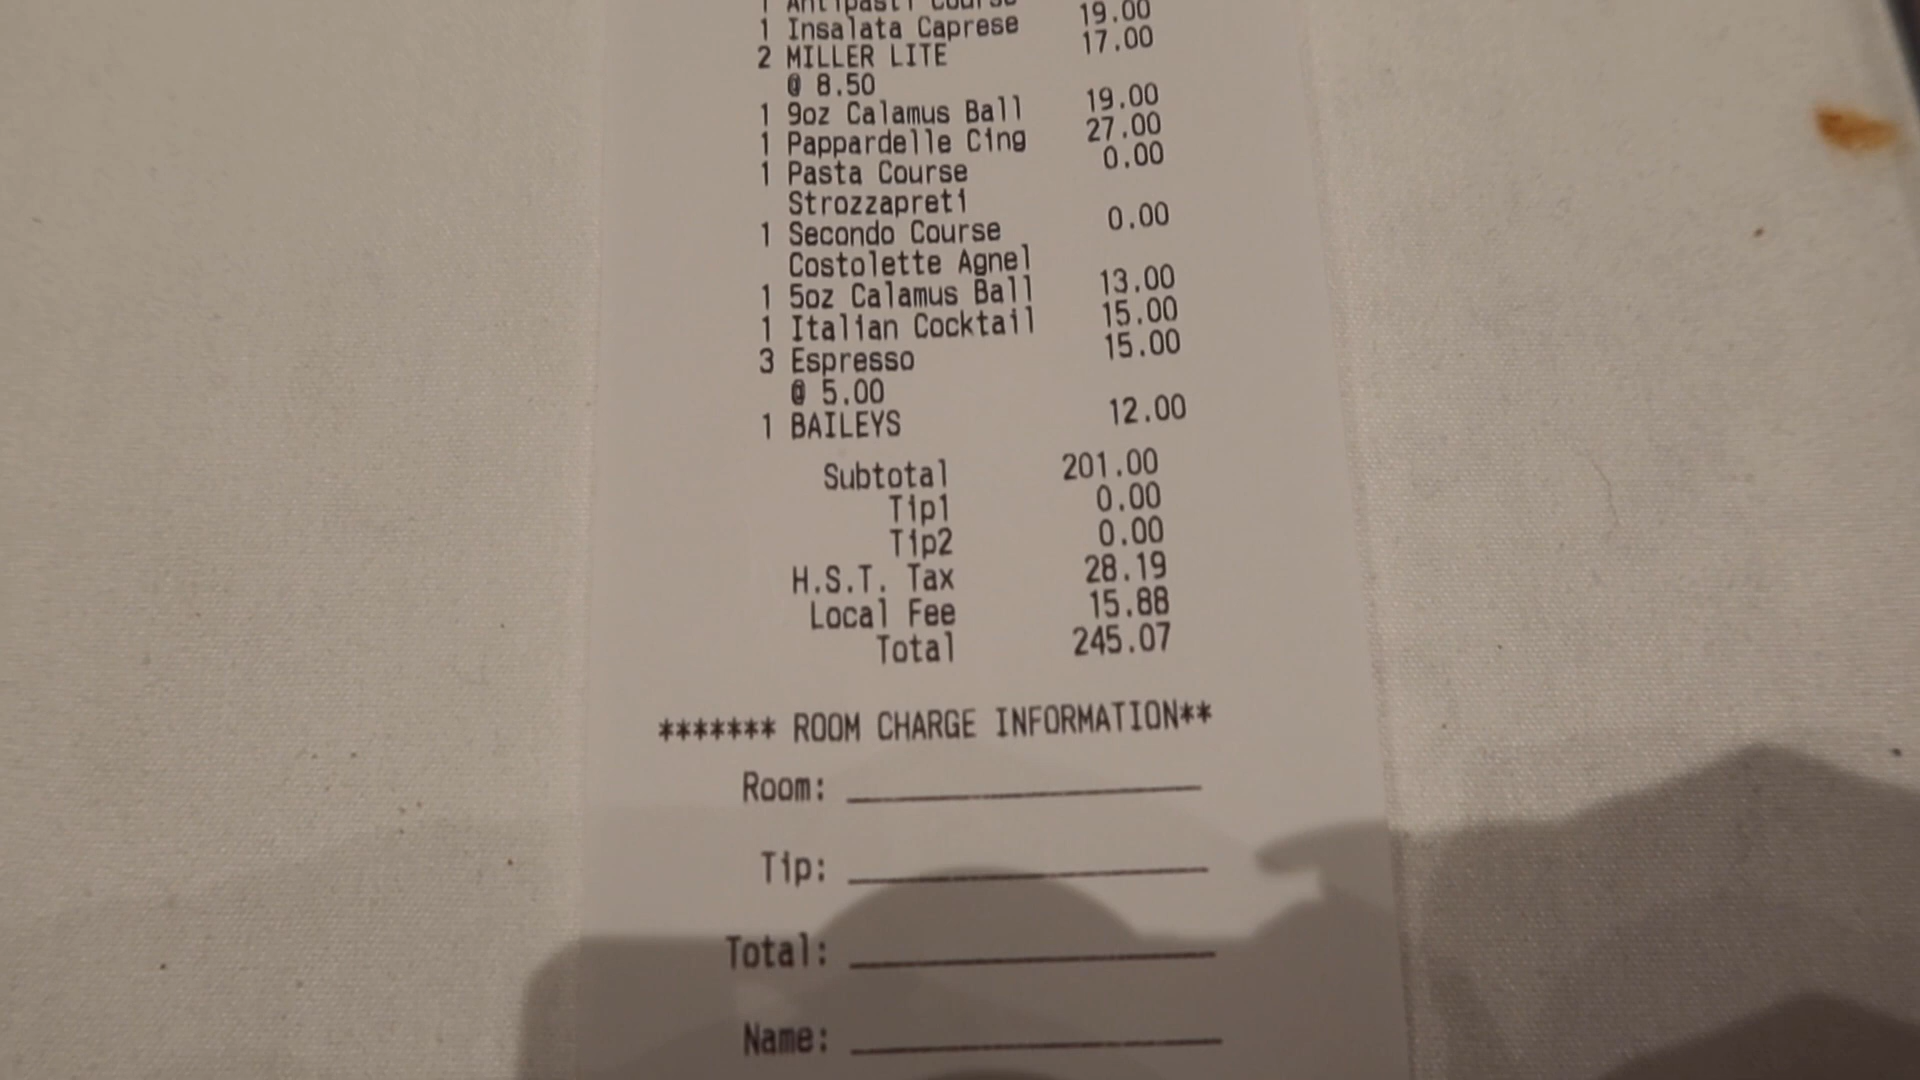 1 Antipasti Course
1 Insalata Caprese 19.00
2 MILLER LITE 17.00
@ 8.50
1 9oz Calamus Ball 19.00
1 Pappardelle Cing 27.00
1 Pasta Course 0.00
Strozzapreti
1 Secondo Course 0.00
Costolette Agnel
1 5oz Calamus Ball 13.00
1 Italian Cocktail 15.00
3 Espresso 15.00
@ 5.00
1 BAILEYS 12.00
Subtotal 201.00
Tip1 0.00
Tip2 0.00
H.S.T. Tax 28.19
Local Fee 15.88
Total 245.07
******* ROOM CHARGE INFORMATION**
Room:
Tip:
Total:
Name: